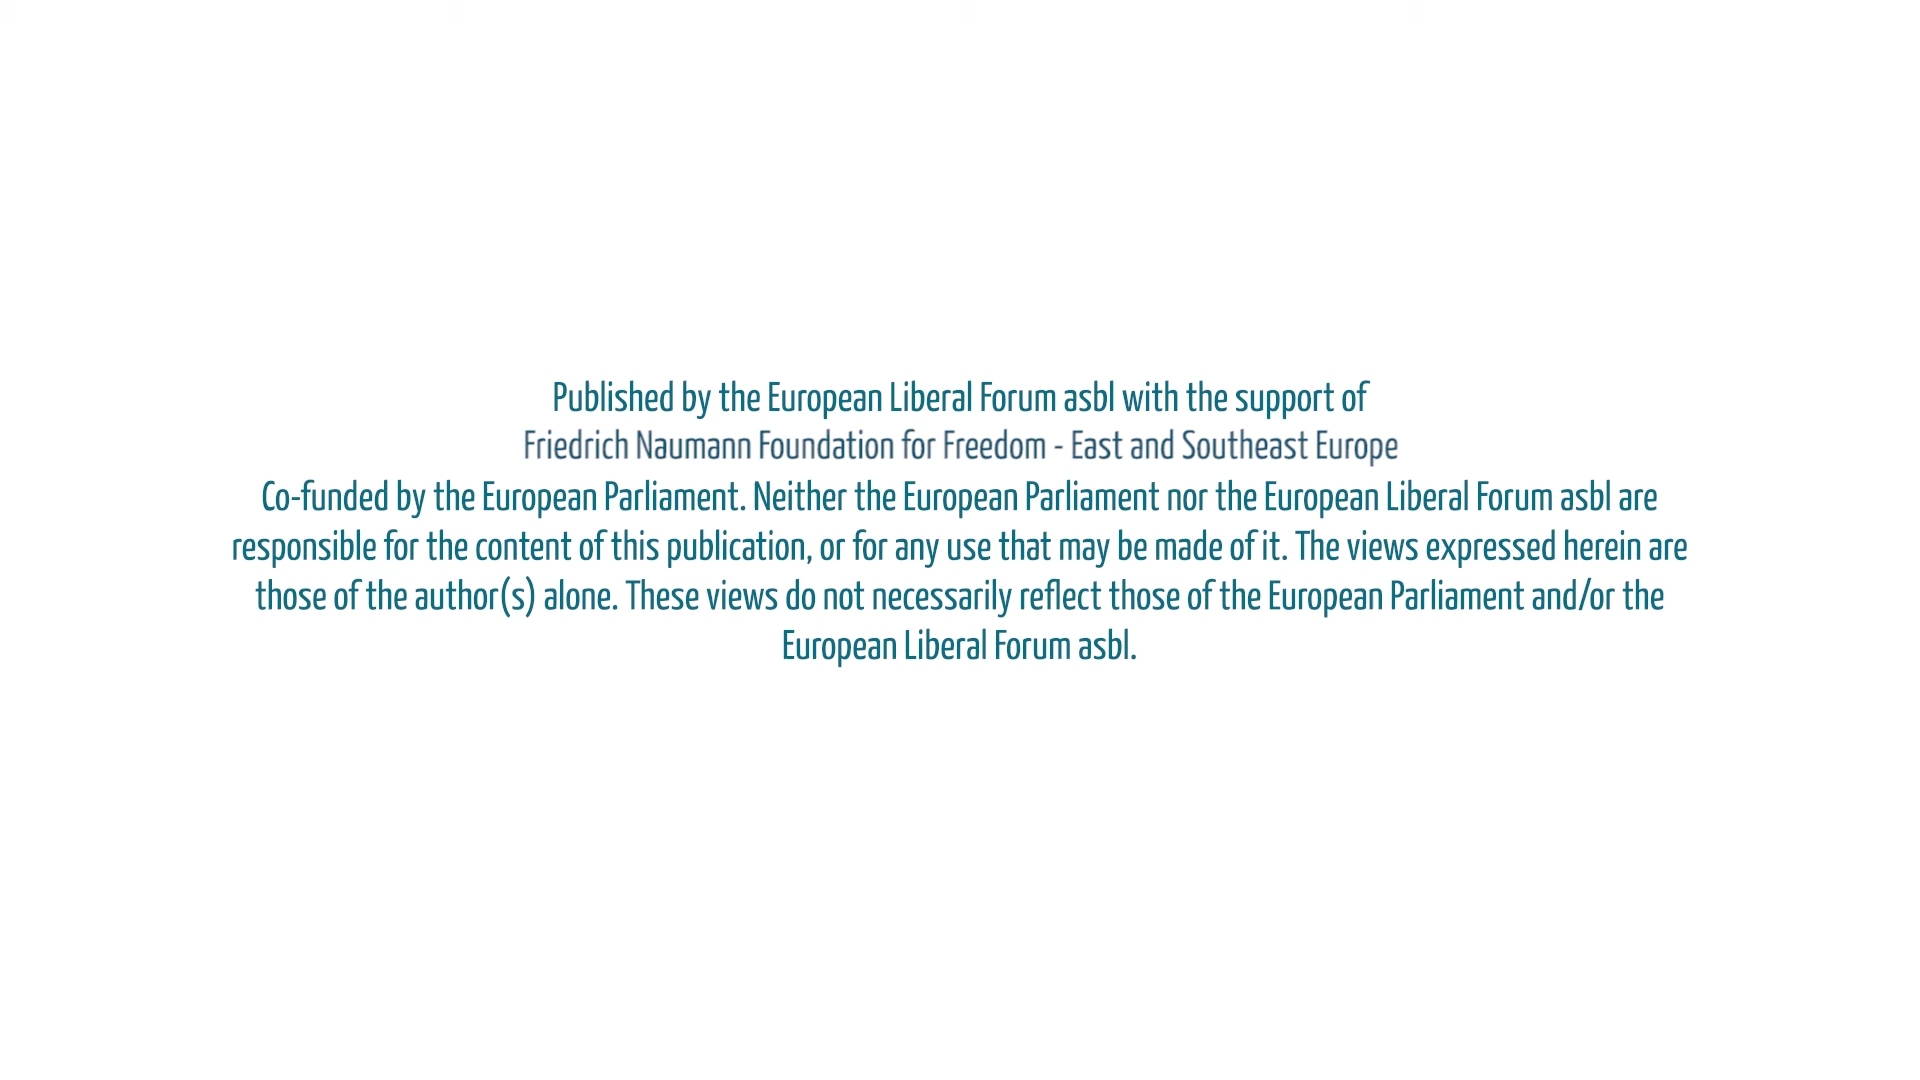 Published by the European Liberal Forum asbl with the support of
Friedrich Naumann Foundation for Freedom - East and Southeast Europe
Co-funded by the European Parliament. Neither the European Parliament nor the European Liberal Forum asbl are
responsible for the content of this publication, or for any use that may be made of it. The views expressed herein are
those of the author(s) alone. These views do not necessarily reflect those of the European Parliament and/or the
European Liberal Forum asbl.